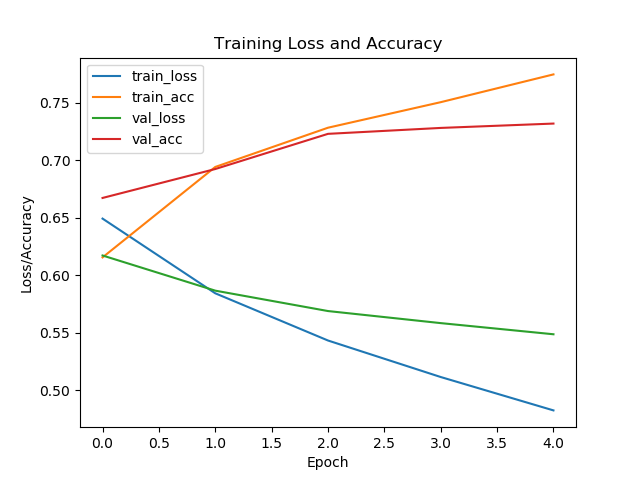 Training Loss and Accuracy
train_loss
train_acc
val_loss
val_acc
Loss/Accuracy
0.75
0.70
0.65
0.60
0.55
0.50
0.0 0.5 1.0 1.5 2.0 2.5 3.0 3.5 4.0
Epoch